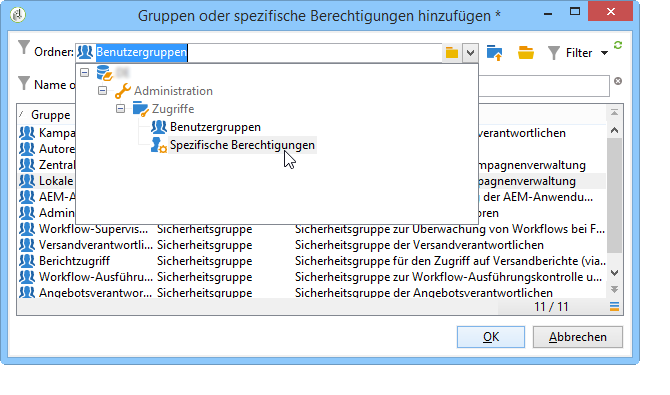 Gruppen oder spezifische Berechtigungen hinzufügen *
Ordner: Benutzergruppen Filter
Administration
Zugriffe
Benutzergruppen
Spezifische Berechtigungen
Name o
Gruppe
Kampa verantwortlichen
Autore
Zentral mpagnenverwaltung
Lokale pagnenverwaltung
AEM-A g der AEM-Anwendu...
Admin oren
Workflow-Supervis... Sicherheitsgruppe Sicherheitsgruppe zur Überwachung von Workflows bei F...
Versandverantwortli... Sicherheitsgruppe Sicherheitsgruppe der Versandverantwortlichen
Berichtzugriff Sicherheitsgruppe Sicherheitsgruppe für den Zugriff auf Versandberichte (via...
Workflow-Ausführu... Sicherheitsgruppe Sicherheitsgruppe zur Workflow-Ausführungskontrolle u...
Angebotsverantwor... Sicherheitsgruppe Sicherheitsgruppe der Angebotsverantwortlichen
11 / 11
OK Abbrechen